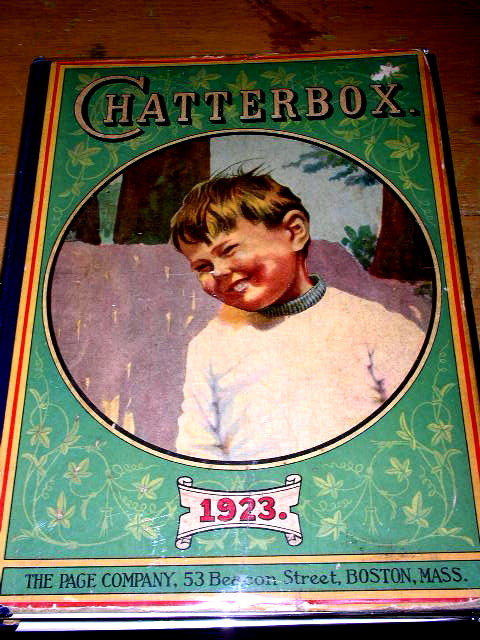 CHATTERBOX.
1923.
THE PAGE COMPANY, 53 Beacon Street, BOSTON, MASS.